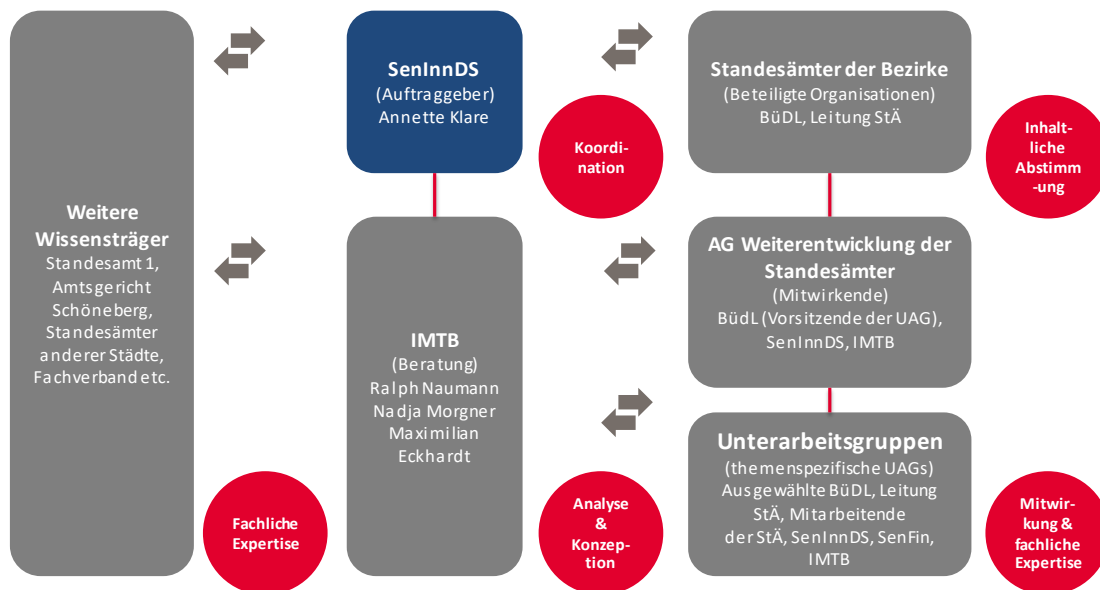 Weitere
Wissensträger
Standesamt 1,
Amtsgericht
Schöneberg,
Standesämter
anderer Städte,
Fachverband etc.
Fachliche
Expertise
SenInnDS
(Auftraggeber)
Annette Klare
Koordi-
nation
IMTB
(Beratung)
Ralph Naumann
Nadja Morgner
Maximilian
Eckhardt
Analyse
&
Konzep-
tion
Standesämter der Bezirke
(Beteiligte Organisationen)
BüDL, Leitung StÄ
Inhalt-
liche
Abstimm
-ung
AG Weiterentwicklung der
Standesämter
(Mitwirkende)
BüdL (Vorsitzende der UAG),
SenInnDS, IMTB
Unterarbeitsgruppen
(themenspezifische UAGs)
Ausgewählte BüDL, Leitung
StÄ, Mitarbeitende
der StÄ, SenInnDS, SenFin,
IMTB
Mitwir-
kung &
fachliche
Expertise